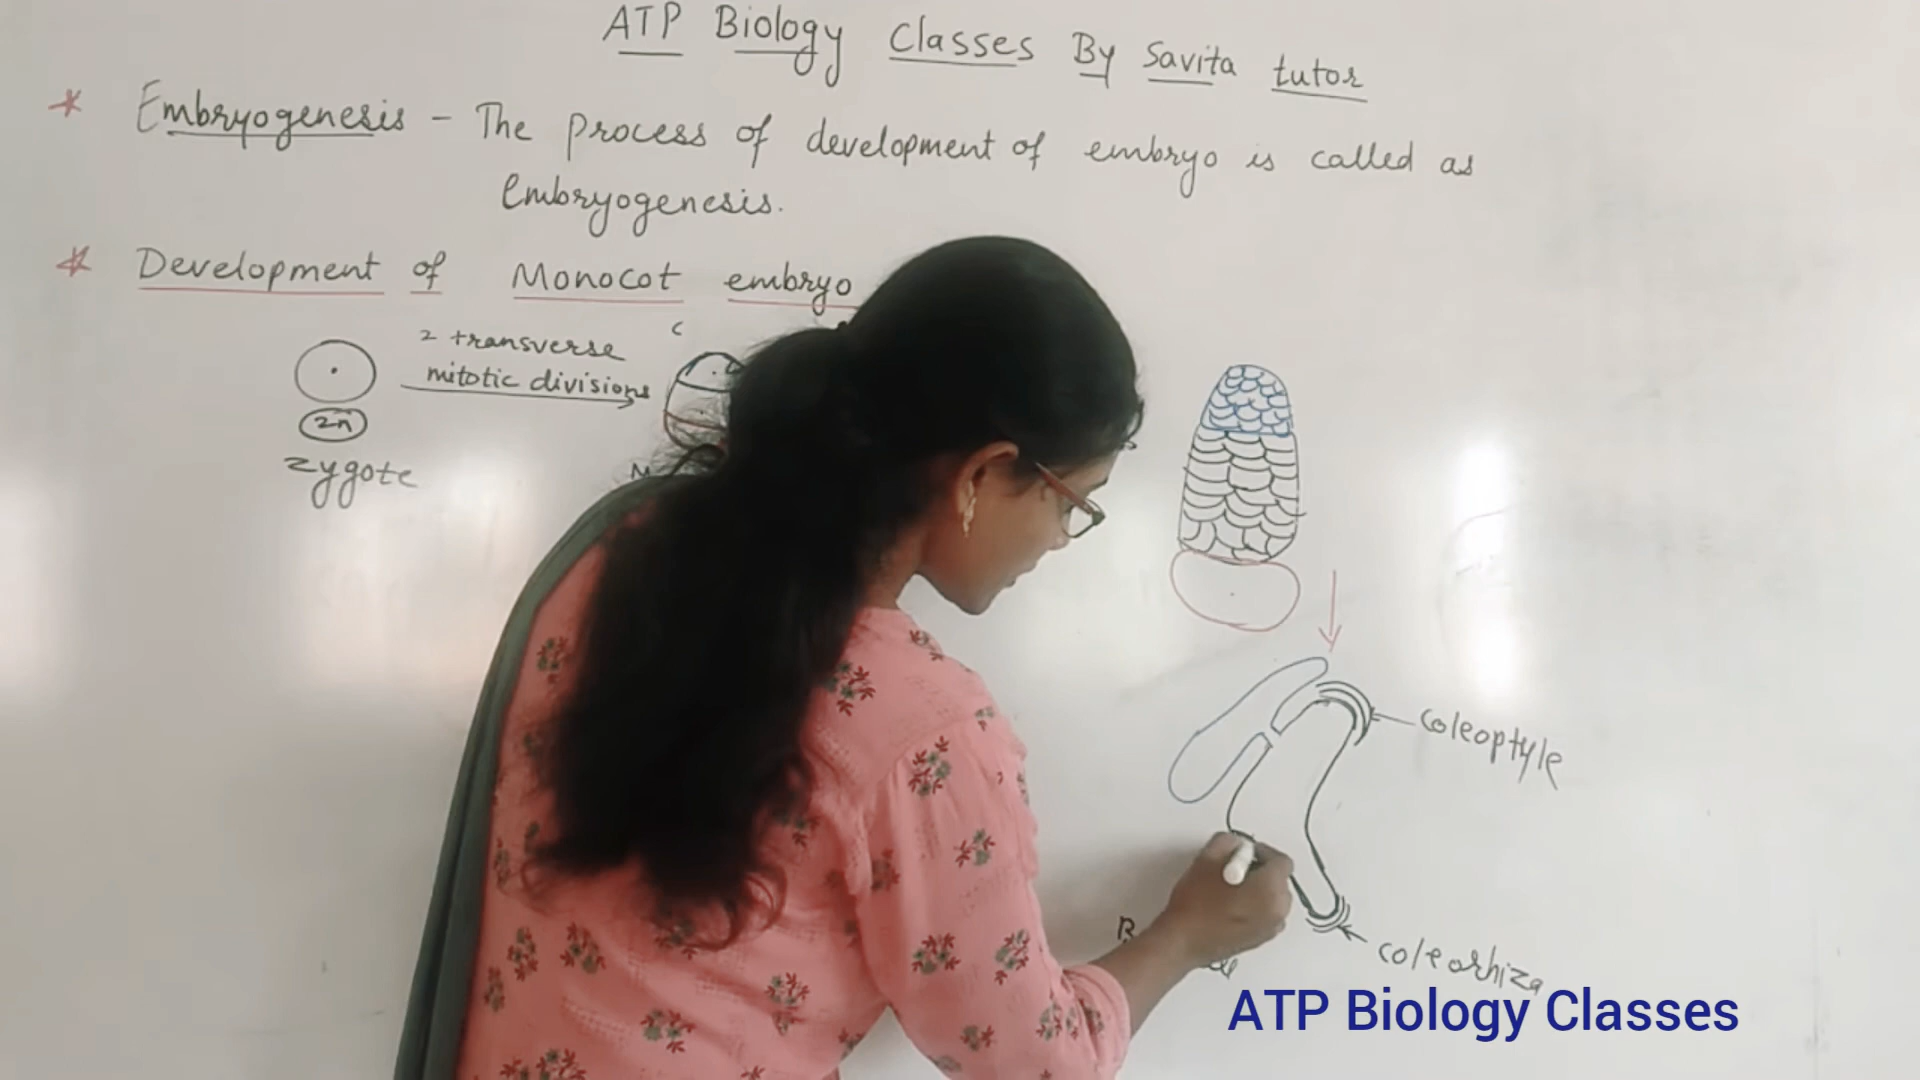 ATP Biology Classes By Savita tutor
* Embryogenesis - The process of development of embryo is called as
Embryogenesis.
* Development of Monocot embryo
2 transverse
mitotic divisions
2n
zygote
coleoptyle
coleorhiza
ATP Biology Classes